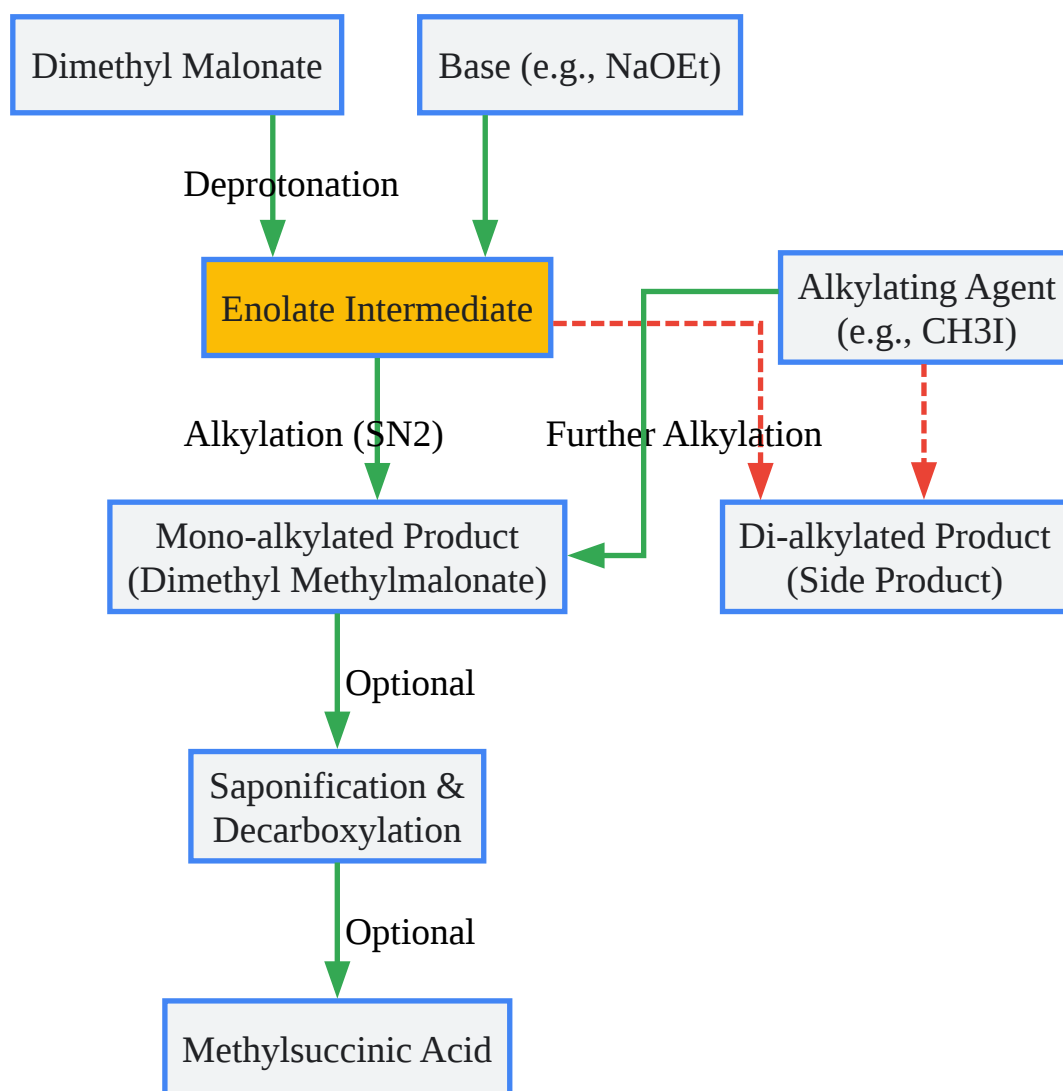 Dimethyl Malonate
Base (e.g., NaOEt)
Deprotonation
Enolate Intermediate
Alkylating Agent
(e.g., CH3I)
Alkylation (SN2)
Further Alkylation
Mono-alkylated Product
(Dimethyl Methylmalonate)
Di-alkylated Product
(Side Product)
Optional
Saponification &
Decarboxylation
Optional
Methylsuccinic Acid